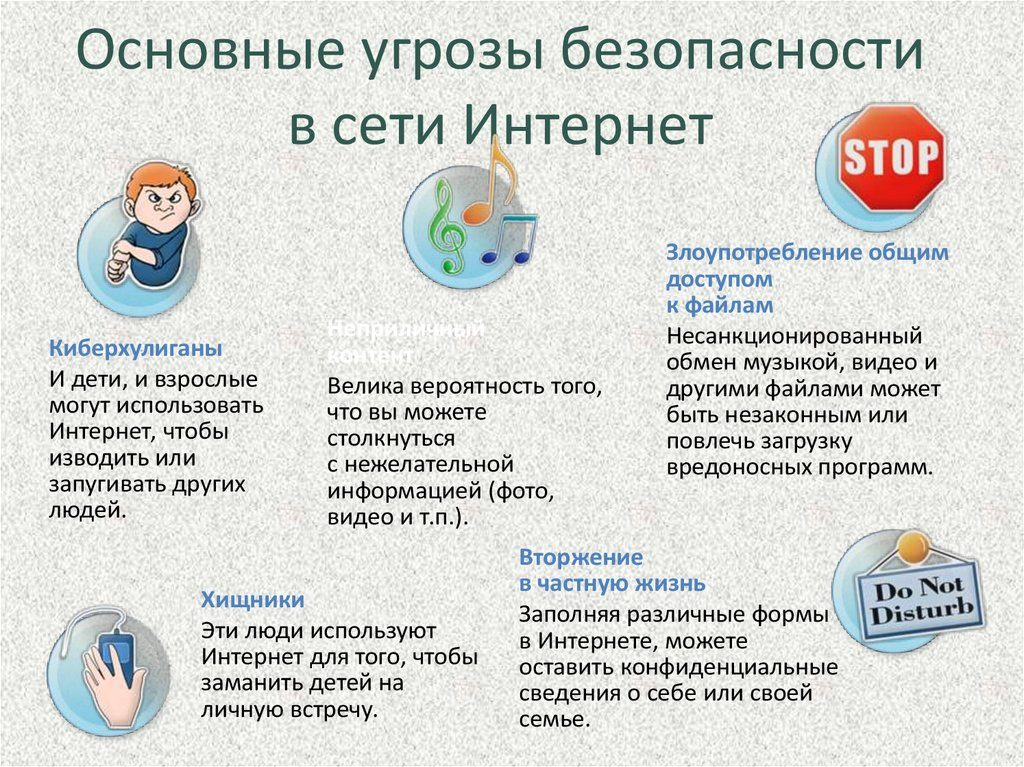 Основные угрозы безопасности
в сети Интернет
STOP
Киберхулиганы
И дети, и взрослые
могут использовать
Интернет, чтобы
изводить или
запугивать других
людей.
Неприличный
контент
Велика вероятность того,
что вы можете
столкнуться
с нежелательной
информацией (фото,
видео и т.п.).
Злоупотребление общим
доступом
к файлам
Несанкционированный
обмен музыкой, видео и
другими файлами может
быть незаконным или
повлечь загрузку
вредоносных программ.
Хищники
Эти люди используют
Интернет для того, чтобы
заманить детей на
личную встречу.
Вторжение
в частную жизнь
Заполняя различные формы
в Интернете, можете
оставить конфиденциальные
сведения о себе или своей
семье.
Do Not
Disturb